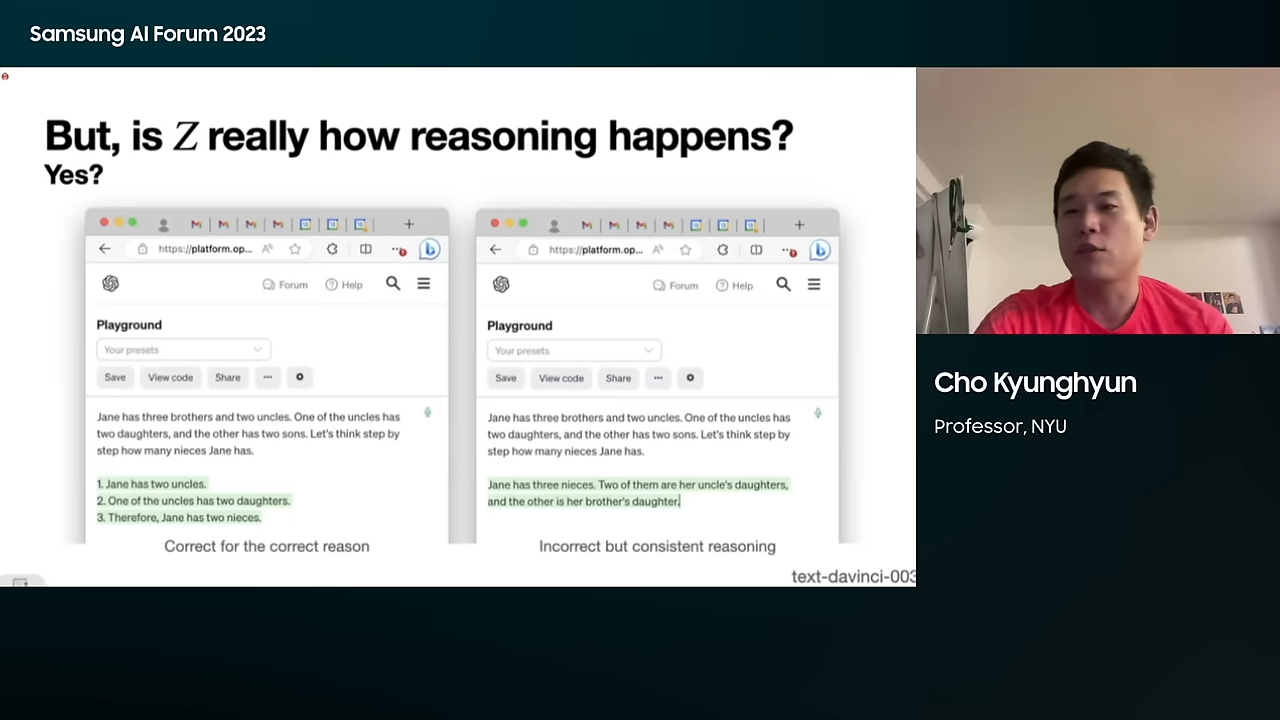 Samsung AI Forum 2023
But, is Z really how reasoning happens?
Yes?
https://platform.op...
Forum
Help
Playground
Your presets
Save
View code
Share
Jane has three brothers and two uncles. One of the uncles has
two daughters, and the other has two sons. Let's think step by
step how many nieces Jane has.
1. Jane has two uncles.
2. One of the uncles has two daughters.
3. Therefore, Jane has two nieces.
Correct for the correct reason
https://platform.op...
Forum
Help
Playground
Your presets
Save
View code
Share
Jane has three brothers and two uncles. One of the uncles has
two daughters, and the other has two sons. Let's think step by
step how many nieces Jane has.
Jane has three nieces. Two of them are her uncle's daughters,
and the other is her brother's daughter.
Incorrect but consistent reasoning
text-davinci-003
Cho Kyunghyun
Professor, NYU